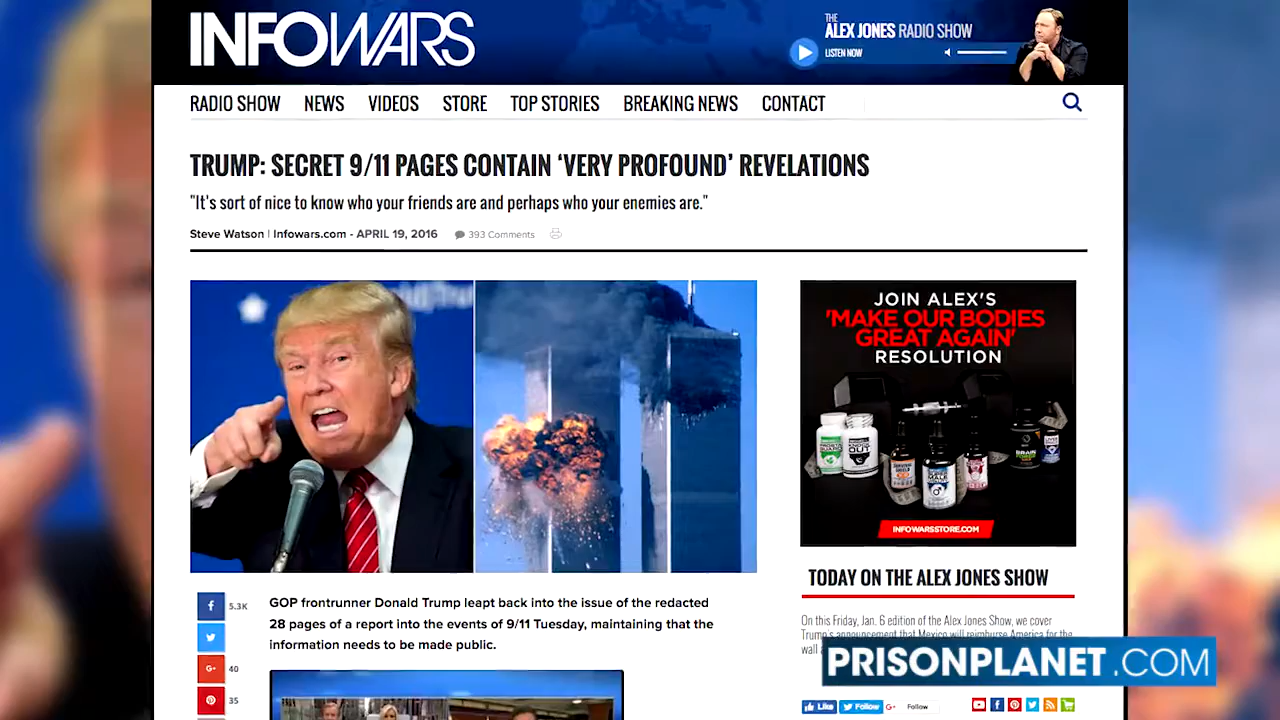 INFOWARS
THE
ALEX JONES RADIO SHOW
LISTEN NOW
RADIO SHOW NEWS VIDEOS STORE TOP STORIES BREAKING NEWS CONTACT
TRUMP: SECRET 9/11 PAGES CONTAIN ‘VERY PROFOUND’ REVELATIONS
"It's sort of nice to know who your friends are and perhaps who your enemies are."
Steve Watson | Infowars.com - APRIL 19, 2016 393 Comments
JOIN ALEX'S
'MAKE OUR BODIES
GREAT AGAIN'
RESOLUTION
INFOWARSSTORE.COM
5.3K
40
35
GOP frontrunner Donald Trump leapt back into the issue of the redacted
28 pages of a report into the events of 9/11 Tuesday, maintaining that the
information needs to be made public.
TODAY ON THE ALEX JONES SHOW
On this Friday, Jan. 6 edition of the Alex Jones Show, we cover
Trump's announcement that Mexico will reimburse America for the
wall
PRISONPLANET.COM
Like Follow Follow